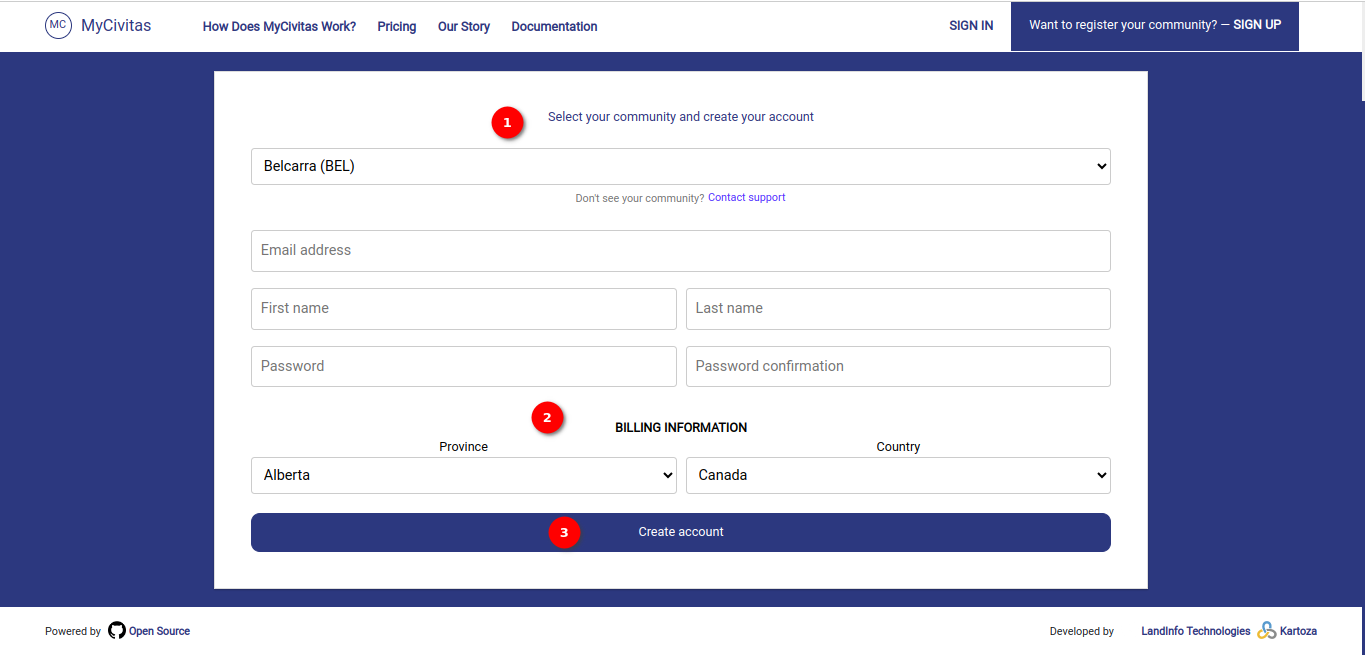 MC MyCivitas How Does MyCivitas Work? Pricing Our Story Documentation SIGN IN Want to register your community? — SIGN UP
1 Select your community and create your account
Belcarra (BEL)
Don't see your community? Contact support
Email address
First name Last name
Password Password confirmation
2 BILLING INFORMATION
Province Country
Alberta Canada
3 Create account
Powered by Open Source Developed by LandInfo Technologies Kartoza